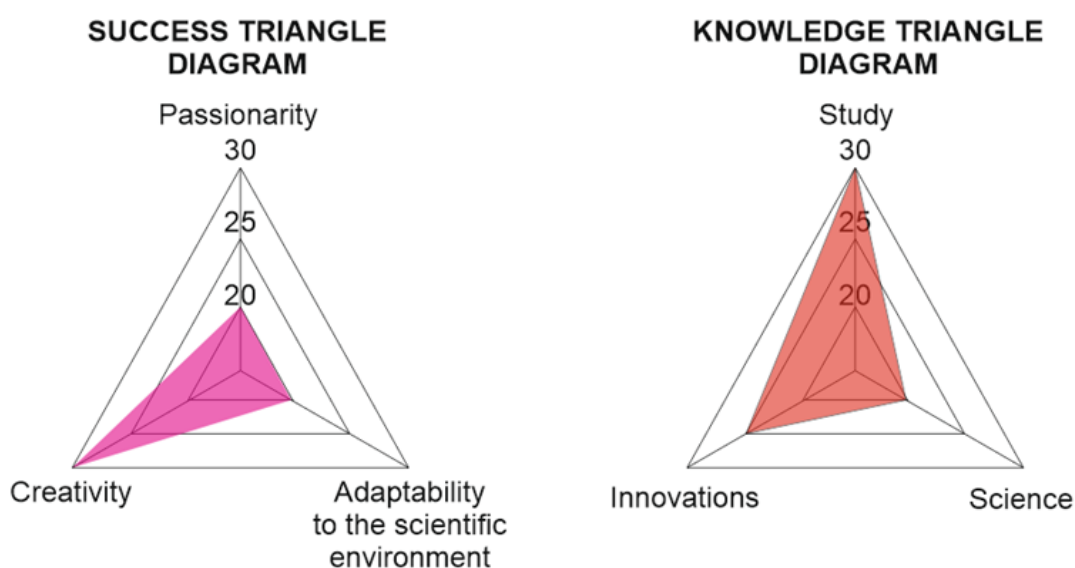 SUCCESS TRIANGLE
DIAGRAM
Passionarity
30
25
20
Creativity
Adaptability
to the scientific
environment
KNOWLEDGE TRIANGLE
DIAGRAM
Study
30
25
20
Innovations
Science